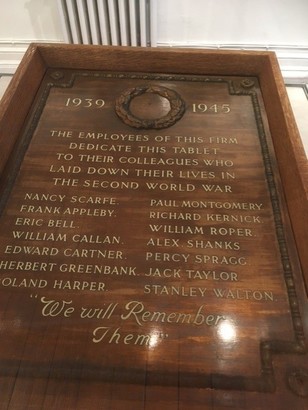 1939 1945
THE EMPLOYEES OF THIS FIRM
DEDICATE THIS TABLET
TO THEIR COLLEAGUES WHO
LAID DOWN THEIR LIVES IN
THE SECOND WORLD WAR
NANCY SCARFE. PAUL MONTGOMERY.
FRANK APPLEBY. RICHARD KERNICK.
ERIC BELL. WILLIAM ROPER.
WILLIAM CALLAN. ALEX. SHANKS
EDWARD CARTNER. PERCY SPRAGG
HERBERT GREENBANK. JACK TAYLOR
ROLAND HARPER. STANLEY WALTON.
"We will Remember
Them"